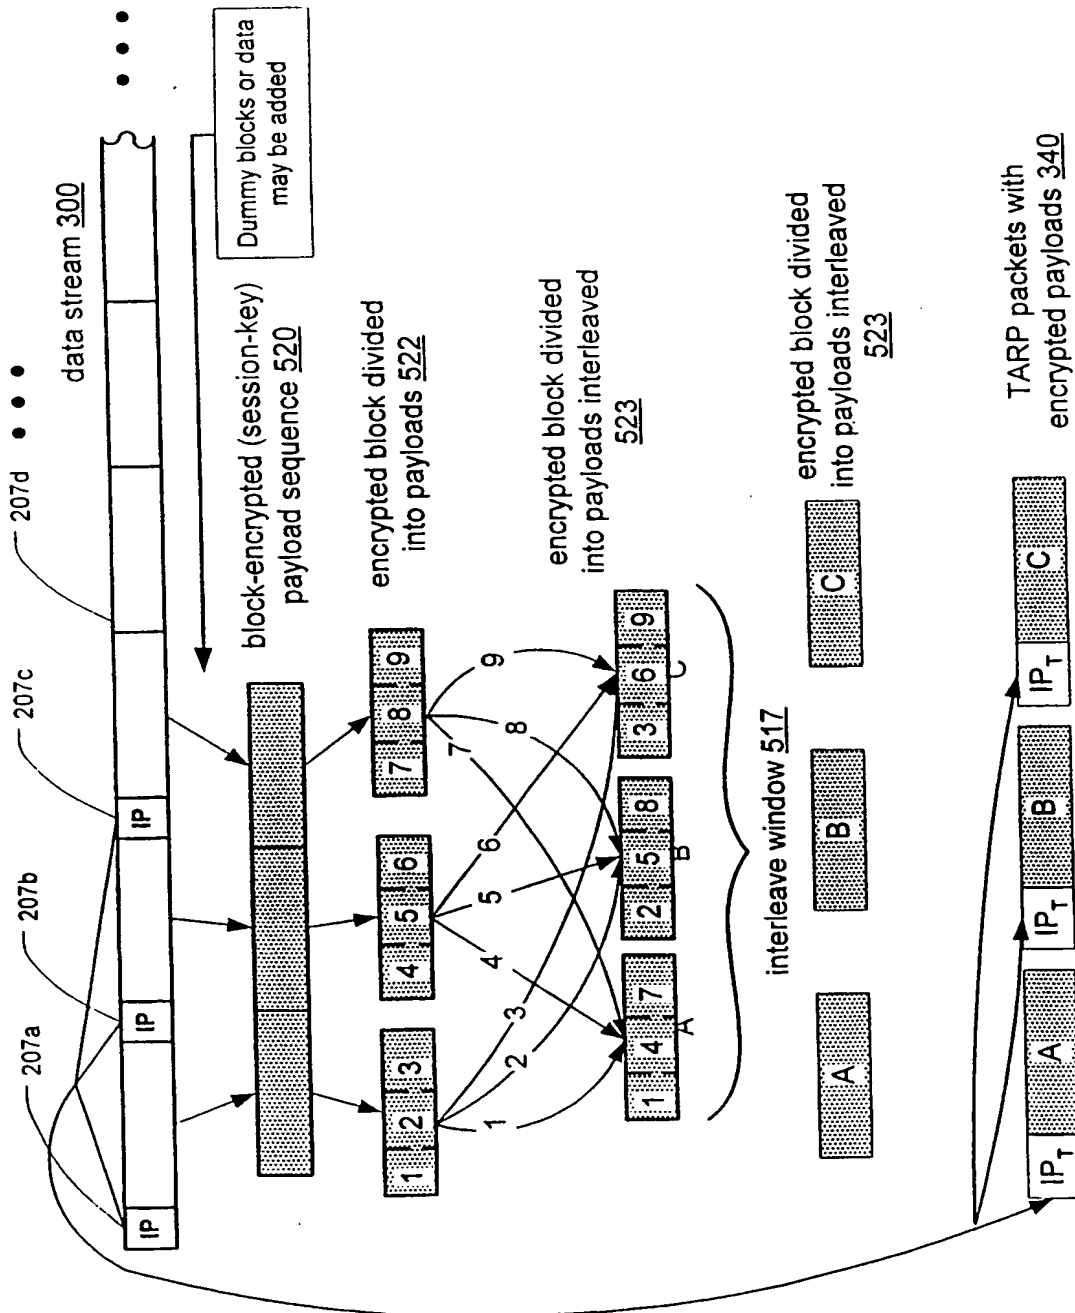 207a
207b
207c
207d
data stream 300
IP
IP
IP
Dummy blocks or data
may be added
block-encrypted (session-key)
payload sequence 520
encrypted block divided
into payloads 522
1 2 3
4 5 6
7 8 9
1
2
3
4
5
6
7
8
9
encrypted block divided
into payloads interleaved
523
1 4 7
2 5 8
3 6 9
A
B
C
interleave window 517
encrypted block divided
into payloads interleaved
523
A
B
C
TARP packets with
encrypted payloads 340
IPT A
IPT B
IPT C